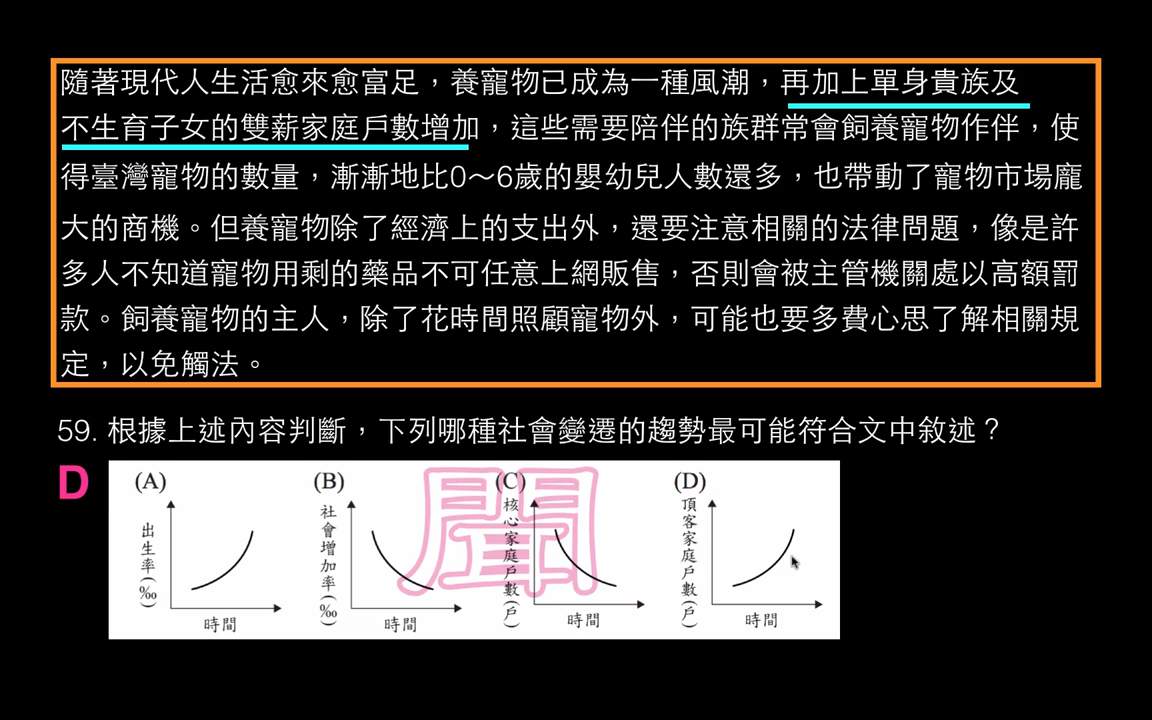 隨著現代人生活愈來愈富足，養寵物已成為一種風潮，再加上單身貴族及
不生育子女的雙薪家庭戶數增加，這些需要陪伴的族群常會飼養寵物作伴，使
得臺灣寵物的數量，漸漸地比0～6歲的嬰幼兒人數還多，也帶動了寵物市場龐
大的商機。但養寵物除了經濟上的支出外，還要注意相關的法律問題，像是許
多人不知道寵物用剩的藥品不可任意上網販售，否則會被主管機關處以高額罰
款。飼養寵物的主人，除了花時間照顧寵物外，可能也要多費心思了解相關規
定，以免觸法。
59. 根據上述內容判斷，下列哪種社會變遷的趨勢最可能符合文中敘述？
D
(A)
出生率(‰)
時間
(B)
社會增加率(‰)
時間
(C)
核心家庭戶數(戶)
時間
(D)
頂客家庭戶數(戶)
時間